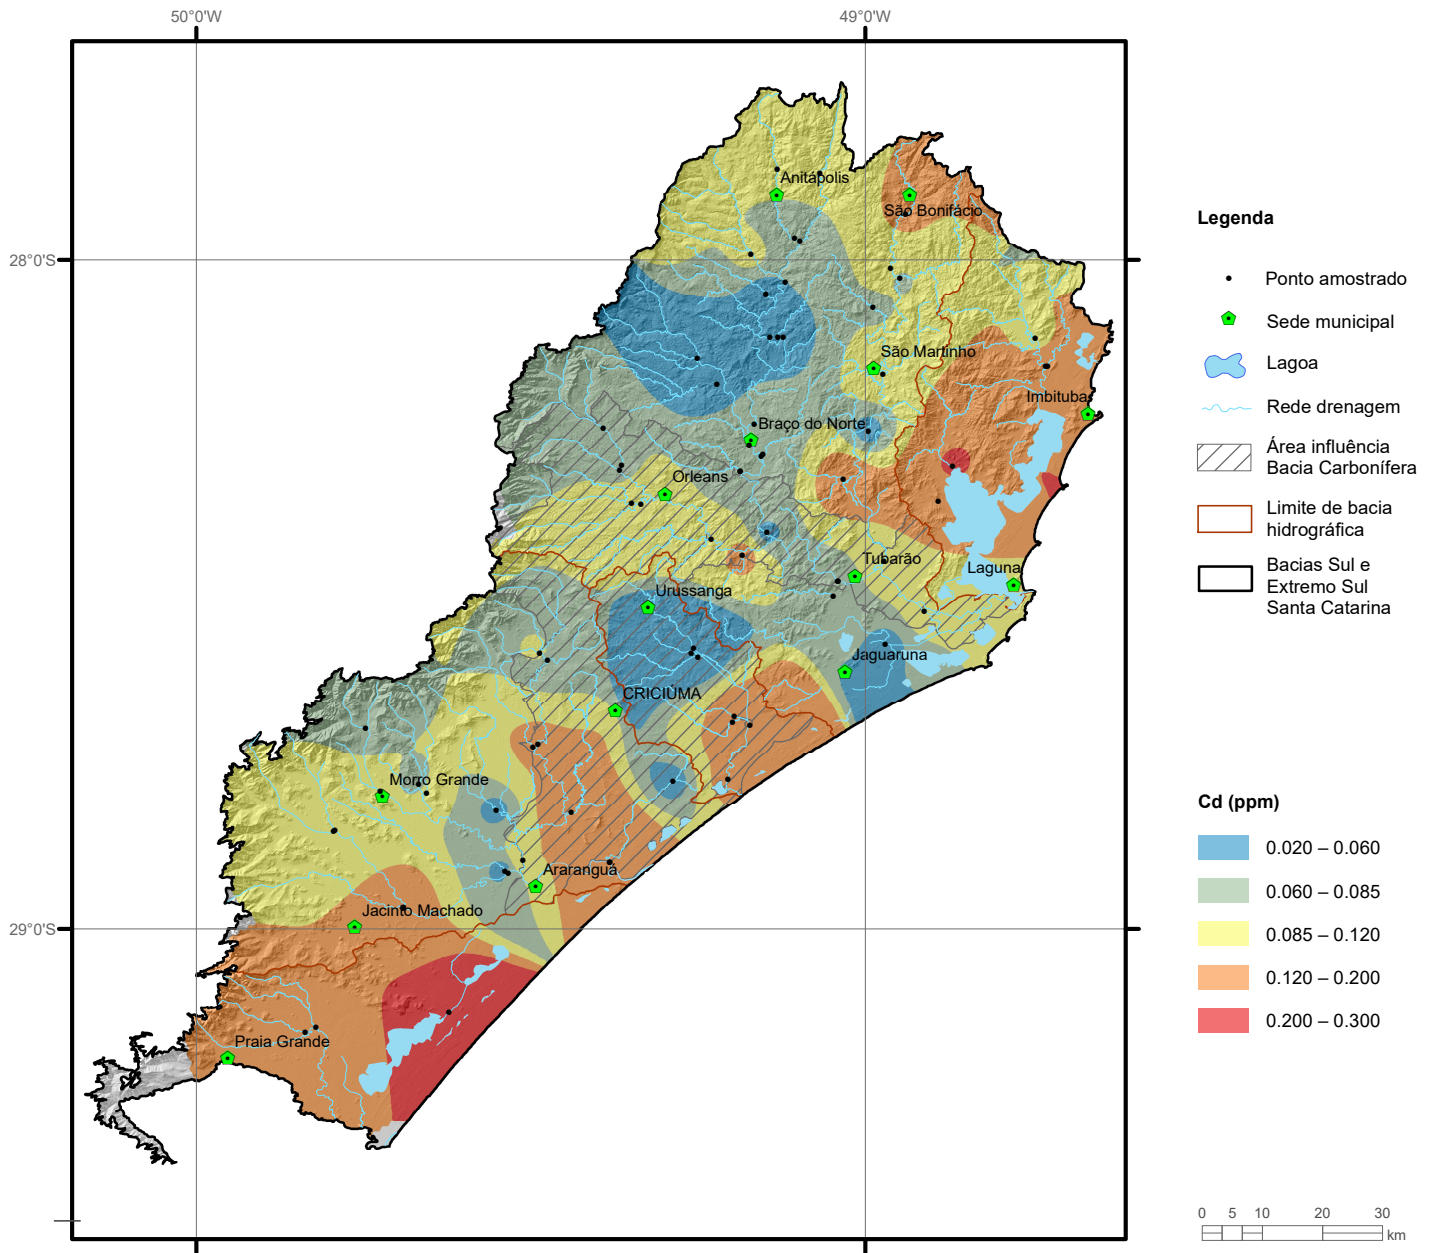 50°0'W
49°0'W
28°0'S
29°0'S
Anitápolis
São Bonifácio
São Martinho
Imbituba
Braço do Norte
Orleans
Tubarão
Laguna
Urussanga
Jaguaruna
CRICIÚMA
Morro Grande
Araranguá
Jacinto Machado
Praia Grande
Legenda
Ponto amostrado
Sede municipal
Lagoa
Rede drenagem
Área influência
Bacia Carbonífera
Limite de bacia
hidrográfica
Bacias Sul e
Extremo Sul
Santa Catarina
Cd (ppm)
0.020 – 0.060
0.060 – 0.085
0.085 – 0.120
0.120 – 0.200
0.200 – 0.300
0 5 10 20 30
km